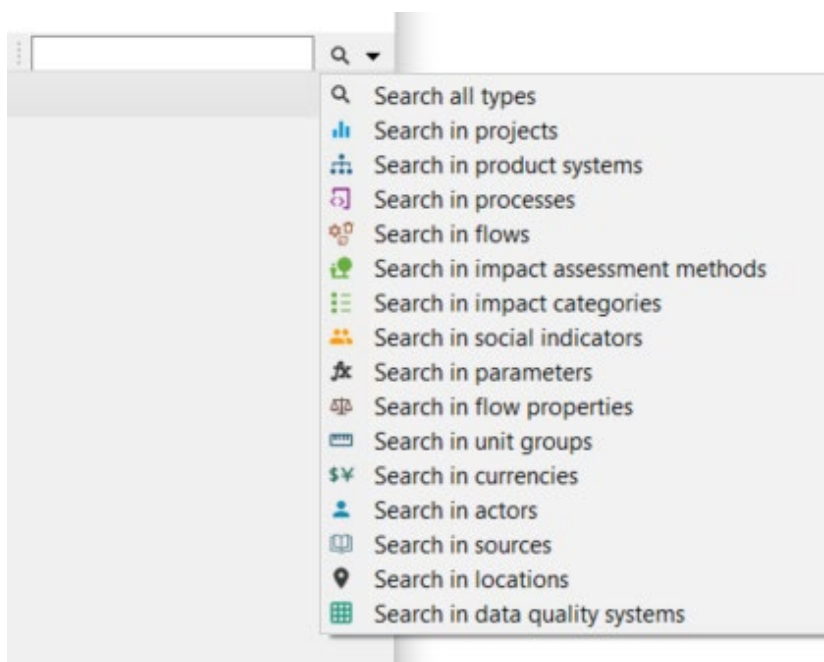 Search all types
Search in projects
Search in product systems
Search in processes
Search in flows
Search in impact assessment methods
Search in impact categories
Search in social indicators
Search in parameters
Search in flow properties
Search in unit groups
Search in currencies
Search in actors
Search in sources
Search in locations
Search in data quality systems